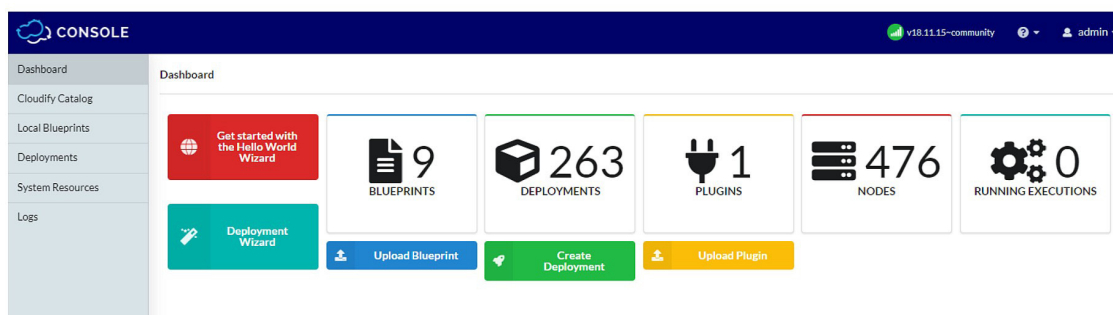 CONSOLE
v18.11.15~community
admin
Dashboard
Cloudify Catalog
Local Blueprints
Deployments
System Resources
Logs
Dashboard
Get started with
the Hello World
Wizard
Deployment
Wizard
9
BLUEPRINTS
Upload Blueprint
263
DEPLOYMENTS
Create
Deployment
1
PLUGINS
Upload Plugin
476
NODES
0
RUNNING EXECUTIONS